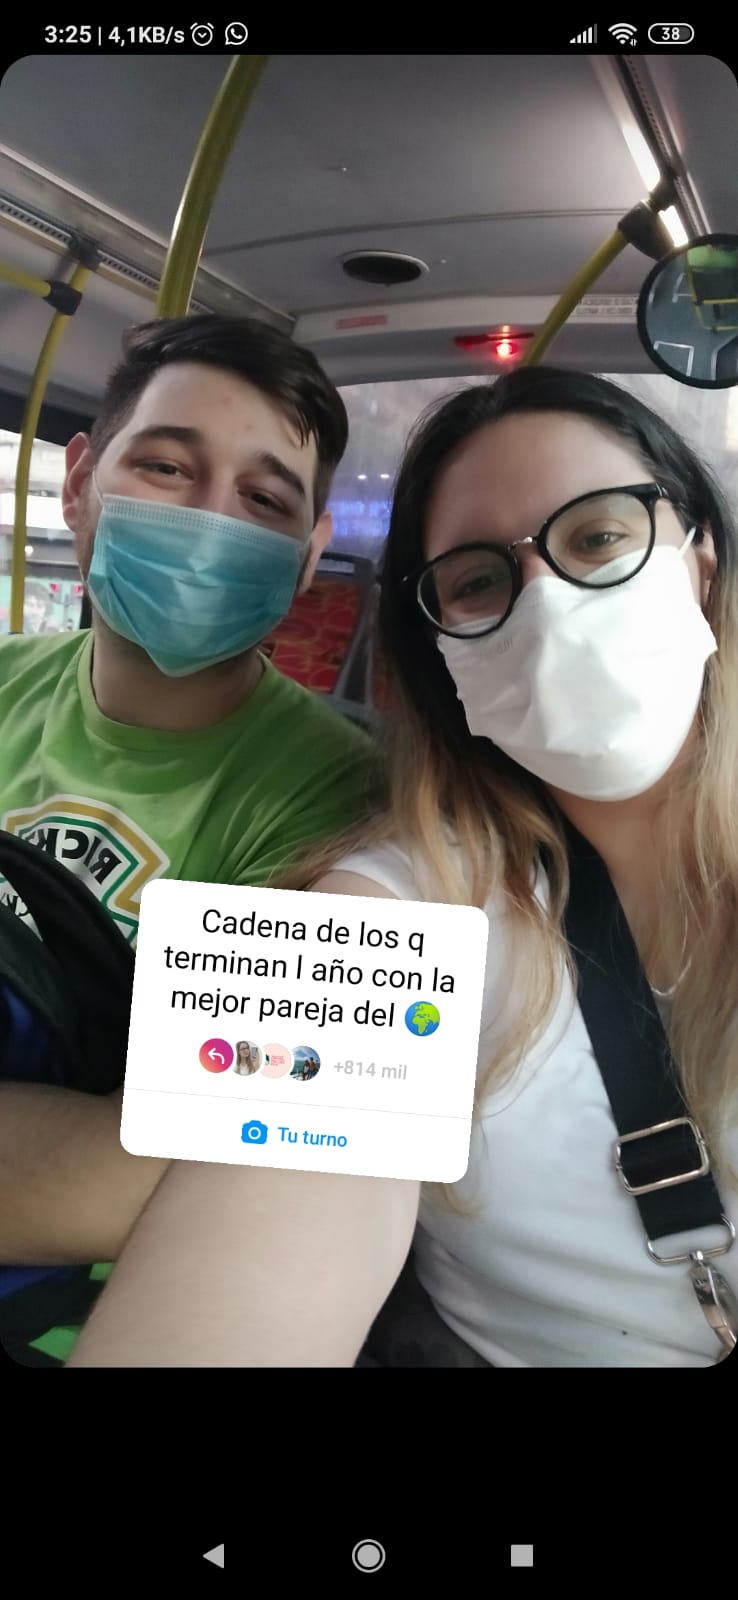 3:25 | 4,1KB/s
38
RICK
Cadena de los q
terminan l año con la
mejor pareja del 🌍
+814 mil
Tu turno